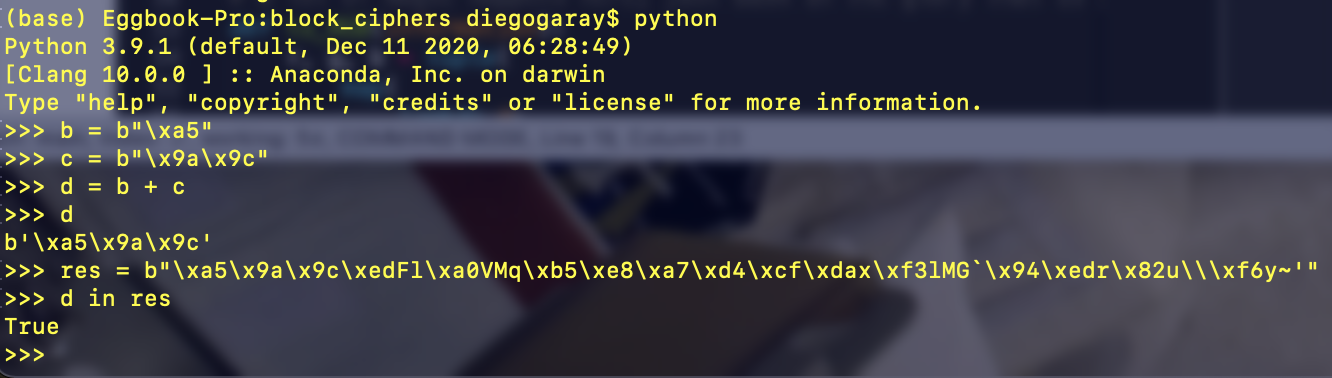 (base) Eggbook-Pro:block_ciphers diegogaray$ python
Python 3.9.1 (default, Dec 11 2020, 06:28:49)
[Clang 10.0.0 ] :: Anaconda, Inc. on darwin
Type "help", "copyright", "credits" or "license" for more information.
>>> b = b"\xa5"
>>> c = b"\x9a\x9c"
>>> d = b + c
>>> d
b'\xa5\x9a\x9c'
>>> res = b"\xa5\x9a\x9c\xedFl\xa0VMq\xb5\xe8\xa7\xd4\xcf\xdax\xf3lMG`\x94\xedr\x82u\\\xf6y~'"
>>> d in res
True
>>>